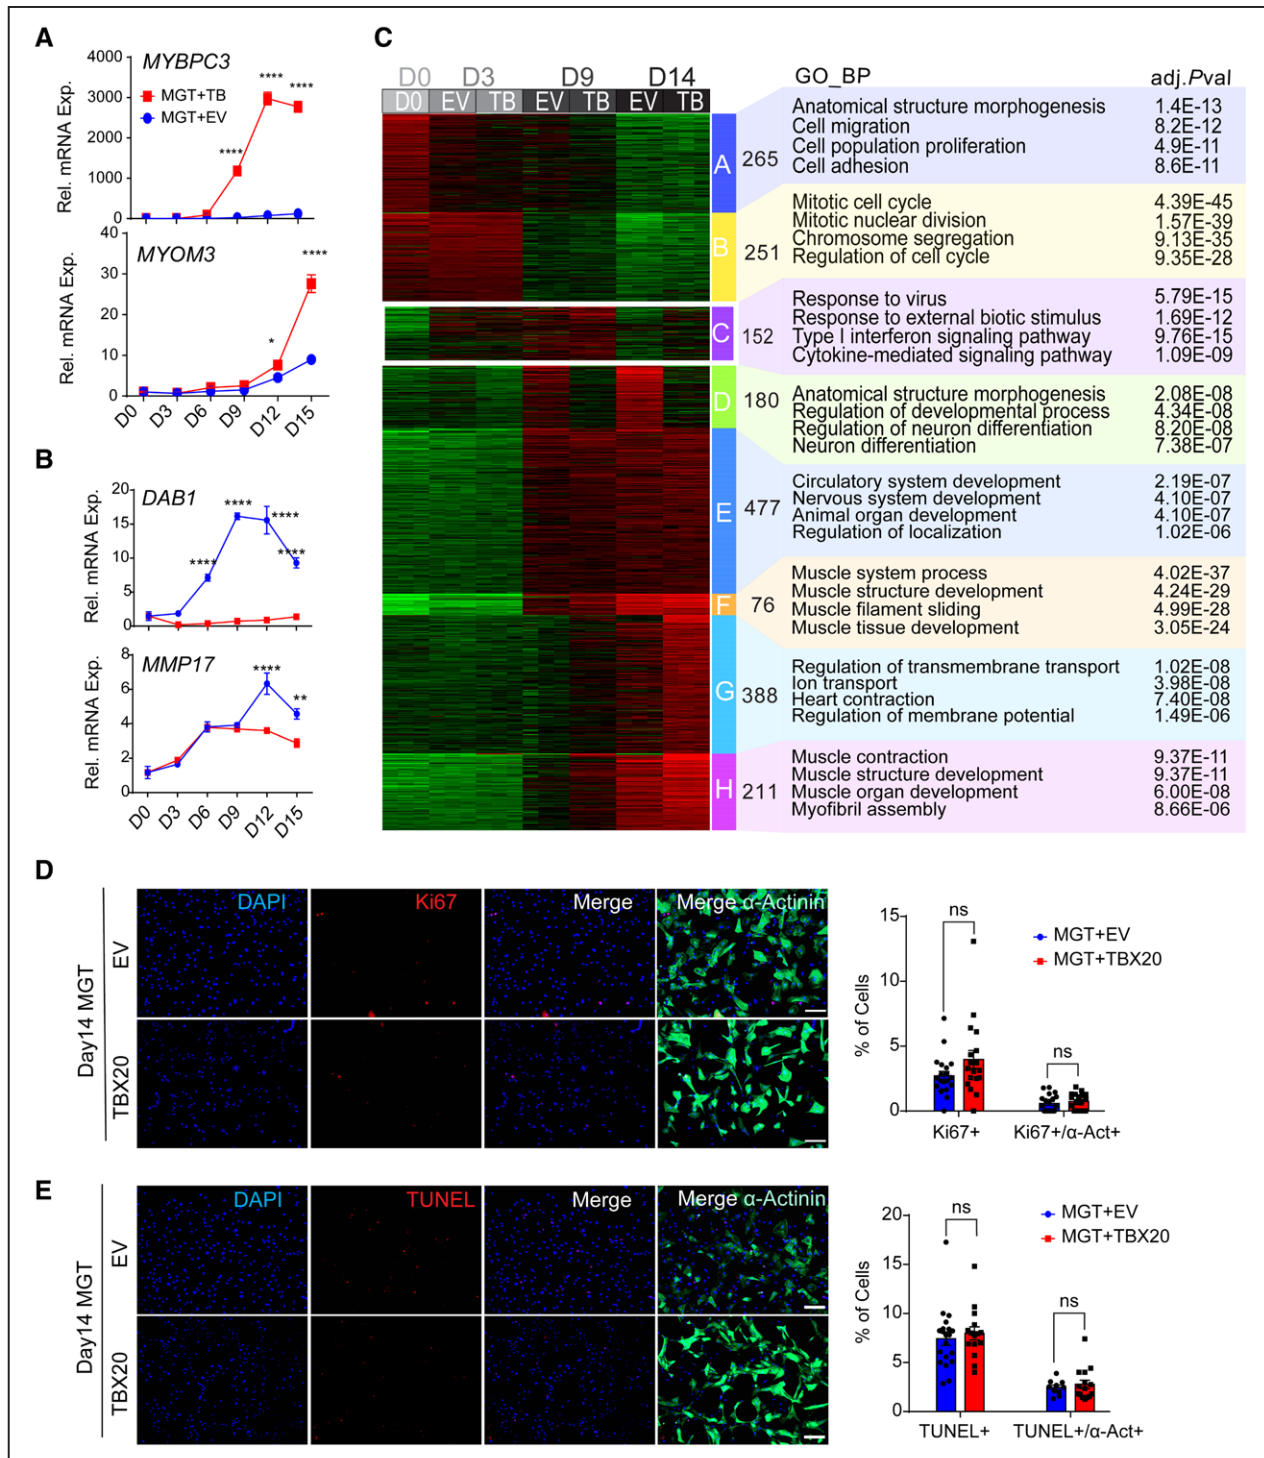 A
MYBPC3
4000
3000
2000
1000
0
Rel. mRNA Exp.
MGT+TB
MGT+EV
****
****
****
MYOM3
40
30
20
10
0
Rel. mRNA Exp.
*
****
D0 D3 D6 D9 D12 D15
B
DAB1
20
15
10
5
0
Rel. mRNA Exp.
****
****
****
****
MMP17
8
6
4
2
0
Rel. mRNA Exp.
****
**
D0 D3 D6 D9 D12 D15
C
D0 D3 D9 D14
D0 EV TB EV TB EV TB
GO_BP adj.Pval
A 265
Anatomical structure morphogenesis 1.4E-13
Cell migration 8.2E-12
Cell population proliferation 4.9E-11
Cell adhesion 8.6E-11
B 251
Mitotic cell cycle 4.39E-45
Mitotic nuclear division 1.57E-39
Chromosome segregation 9.13E-35
Regulation of cell cycle 9.35E-28
C 152
Response to virus 5.79E-15
Response to external biotic stimulus 1.69E-12
Type I interferon signaling pathway 9.76E-15
Cytokine-mediated signaling pathway 1.09E-09
D 180
Anatomical structure morphogenesis 2.08E-08
Regulation of developmental process 4.34E-08
Regulation of neuron differentiation 8.20E-08
Neuron differentiation 7.38E-07
E 477
Circulatory system development 2.19E-07
Nervous system development 4.10E-07
Animal organ development 4.10E-07
Regulation of localization 1.02E-06
F 76
Muscle system process 4.02E-37
Muscle structure development 4.24E-29
Muscle filament sliding 4.99E-28
Muscle tissue development 3.05E-24
G 388
Regulation of transmembrane transport 1.02E-08
Ion transport 3.98E-08
Heart contraction 7.40E-08
Regulation of membrane potential 1.49E-06
H 211
Muscle contraction 9.37E-11
Muscle structure development 9.37E-11
Muscle organ development 6.00E-08
Myofibril assembly 8.66E-06
D
Day14 MGT
EV
TBX20
DAPI Ki67 Merge Merge α-Actinin
% of Cells
15
10
5
0
ns
ns
MGT+EV
MGT+TBX20
Ki67+ Ki67+/α-Act+
E
Day14 MGT
EV
TBX20
DAPI TUNEL Merge Merge α-Actinin
% of Cells
20
15
10
5
0
ns
ns
MGT+EV
MGT+TBX20
TUNEL+ TUNEL+/α-Act+